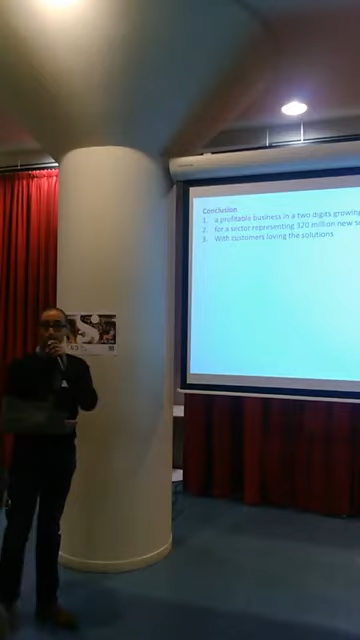 Conclusion
1. a profitable business in a two digits growing
2. for a sector representing 320 million new
3. With customers loving the solutions